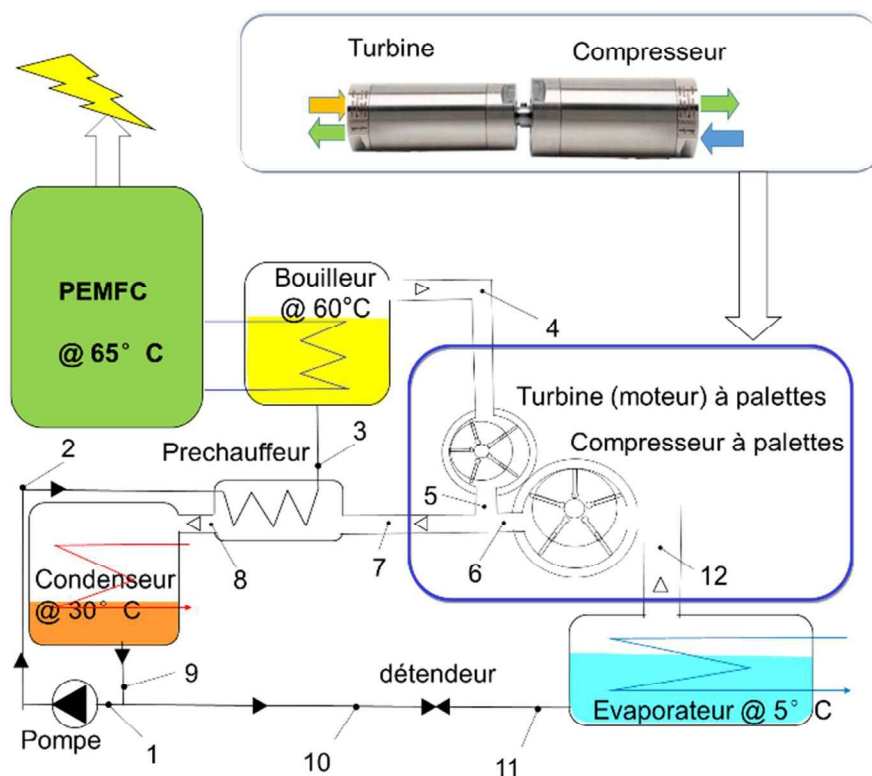 Turbine
Compresseur
PEMFC
@ 65° C
Bouilleur
@ 60°C
4
Turbine (moteur) à palettes
Compresseur à palettes
2
Prechauffeur
3
5
8
7
6
12
Condenseur
@ 30° C
9
détendeur
Evaporateur @ 5° C
Pompe
1
10
11